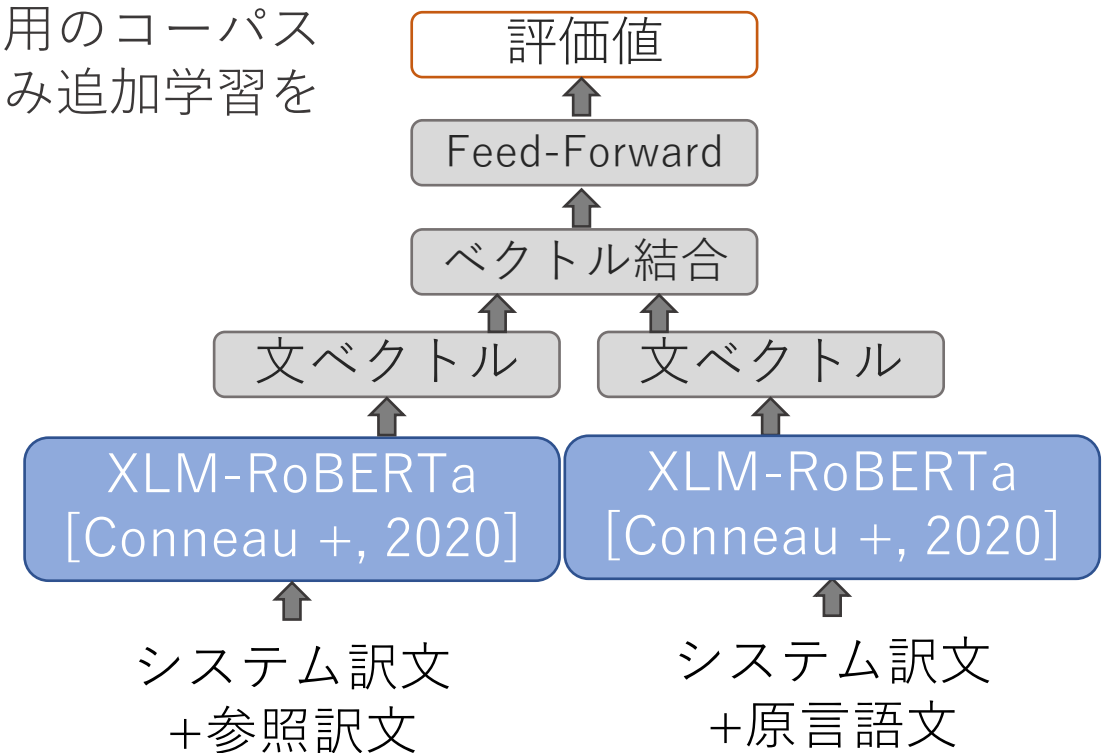 用のコーパス
み追加学習を
評価値
Feed-Forward
ベクトル結合
文ベクトル
文ベクトル
XLM-RoBERTa
[Conneau +, 2020]
XLM-RoBERTa
[Conneau +, 2020]
システム訳文
+参照訳文
システム訳文
+原言語文